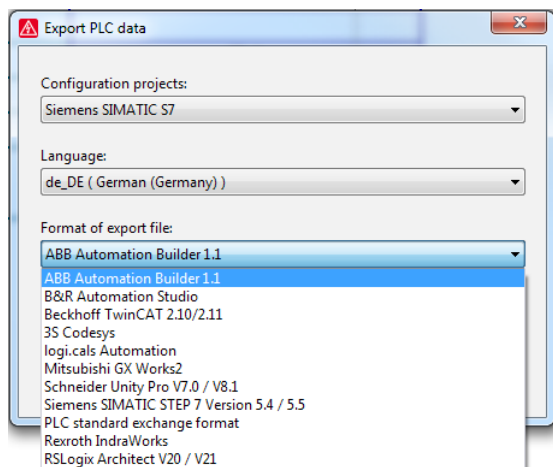 Export PLC data
Configuration projects:
Siemens SIMATIC S7
Language:
de_DE ( German (Germany) )
Format of export file:
ABB Automation Builder 1.1
ABB Automation Builder 1.1
B&R Automation Studio
Beckhoff TwinCAT 2.10/2.11
3S Codesys
logi.cals Automation
Mitsubishi GX Works2
Schneider Unity Pro V7.0 / V8.1
Siemens SIMATIC STEP 7 Version 5.4 / 5.5
PLC standard exchange format
Rexroth IndraWorks
RSLogix Architect V20 / V21